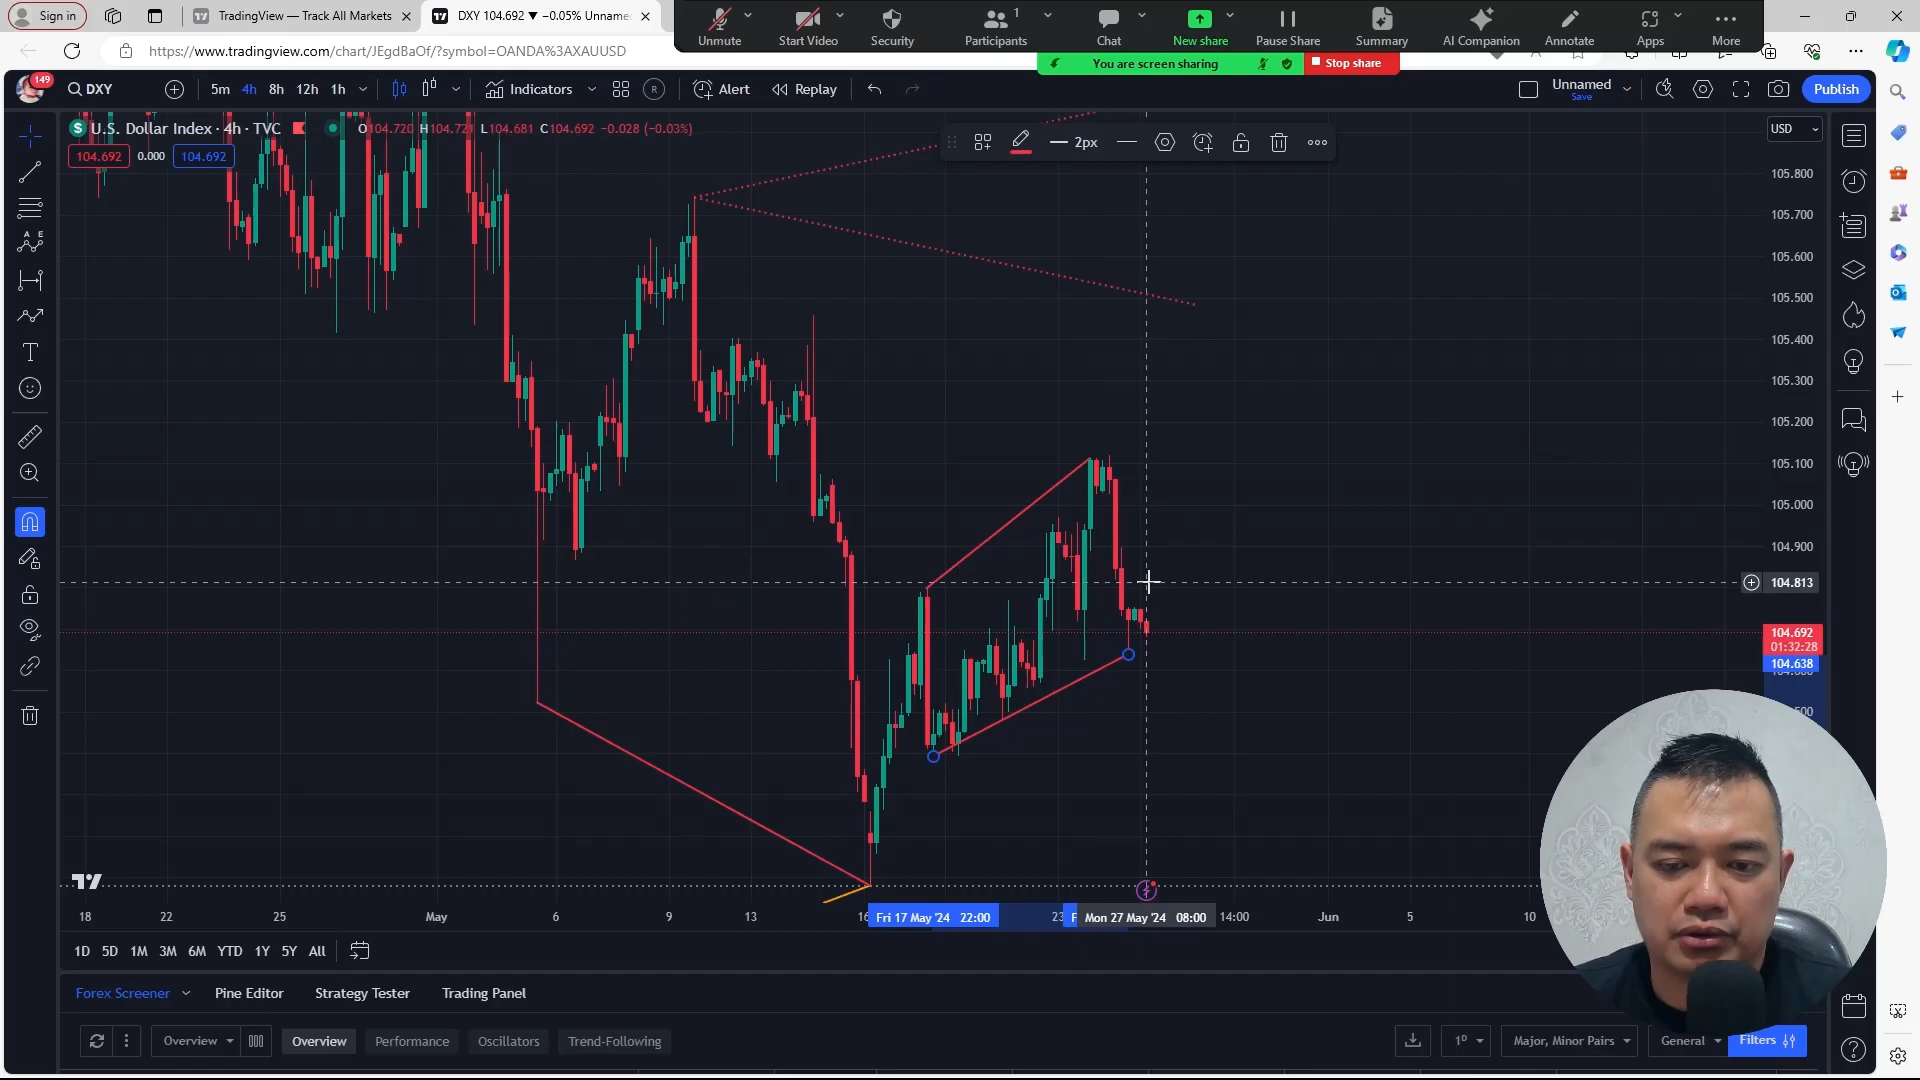 Sign in
TradingView — Track All Markets
DXY 104.692 ▼ −0.05% Unname
Unmute
Start Video
Security
Participants
1
Chat
New share
Pause Share
Summary
AI Companion
Annotate
Apps
More
https://www.tradingview.com/chart/JEgdBaOf/?symbol=OANDA%3AXAUUSD
You are screen sharing
Stop share
149
DXY
5m
4h
8h
12h
1h
Indicators
R
Alert
Replay
Unnamed
Save
Publish
U.S. Dollar Index · 4h · TVC
O104.720 H104.721 L104.681 C104.692 −0.028 (−0.03%)
104.692
0.000
104.692
2px
USD
105.800
105.700
105.600
105.500
105.400
105.300
105.200
105.100
105.000
104.900
104.813
104.692
01:32:28
104.638
18
22
25
May
6
9
13
16
Fri 17 May '24 22:00
23
F
Mon 27 May '24 08:00
14:00
Jun
5
10
1D
5D
1M
3M
6M
YTD
1Y
5Y
All
Forex Screener
Pine Editor
Strategy Tester
Trading Panel
Overview
Overview
Performance
Oscillators
Trend-Following
1D
Major, Minor Pairs
General
Filters